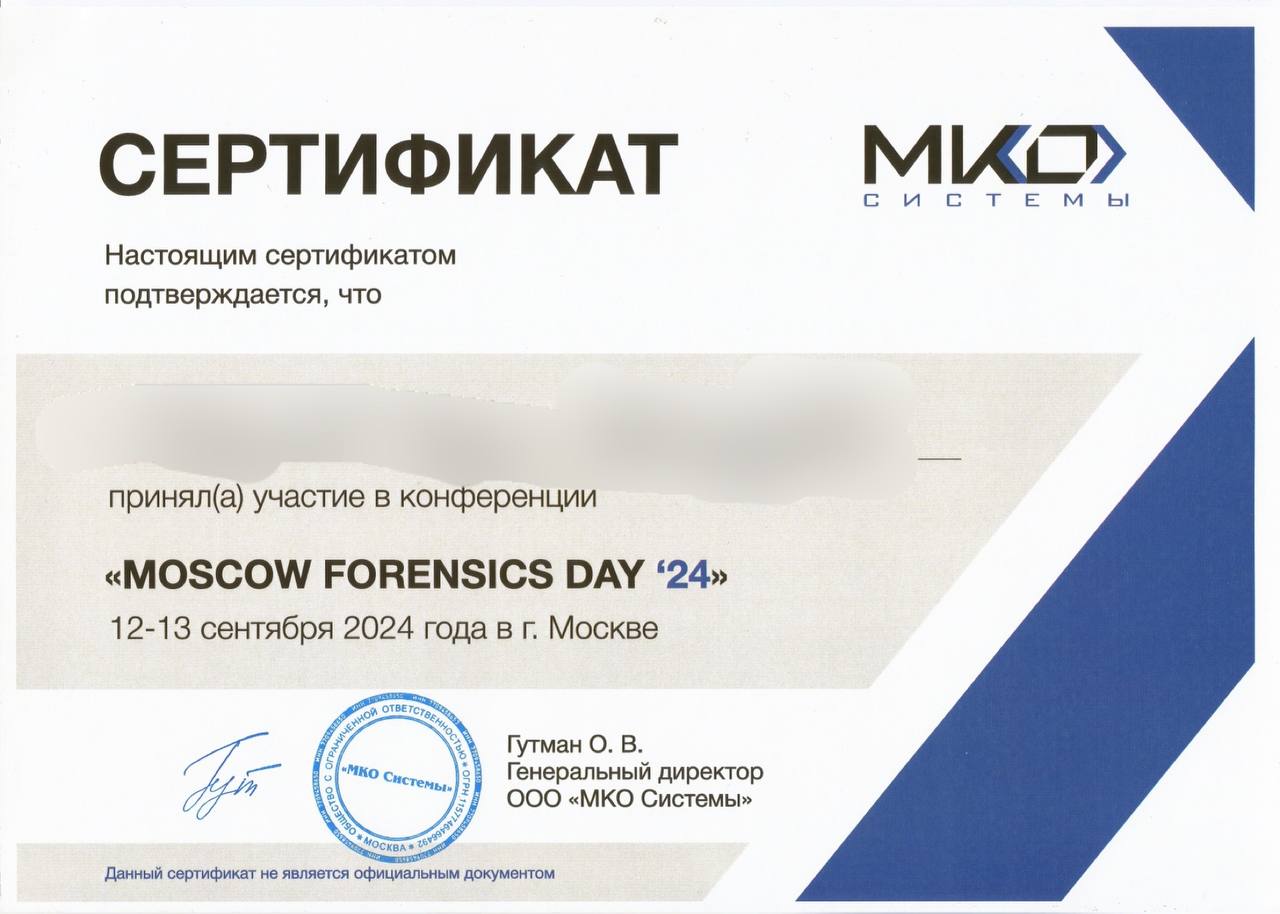 СЕРТИФИКАТ
МКО
СИСТЕМЫ
Настоящим сертификатом
подтверждается, что
принял(а) участие в конференции
«MOSCOW FORENSICS DAY ‘24»
12-13 сентября 2024 года в г. Москве
Гут
ОБЩЕСТВО С ОГРАНИЧЕННОЙ ОТВЕТСТВЕННОСТЬЮ * ОГРН 1157746466492 * МОСКВА *
«МКО Системы»
Гутман О. В.
Генеральный директор
ООО «МКО Системы»
Данный сертификат не является официальным документом